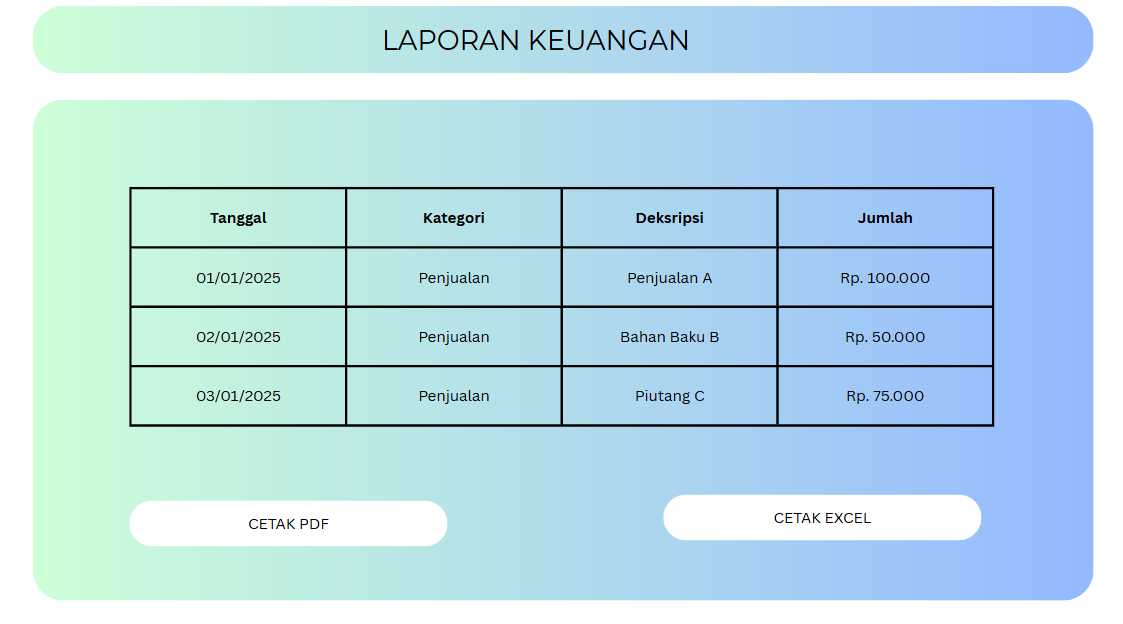 LAPORAN KEUANGAN
Tanggal Kategori Deksripsi Jumlah
01/01/2025 Penjualan Penjualan A Rp. 100.000
02/01/2025 Penjualan Bahan Baku B Rp. 50.000
03/01/2025 Penjualan Piutang C Rp. 75.000
CETAK PDF CETAK EXCEL